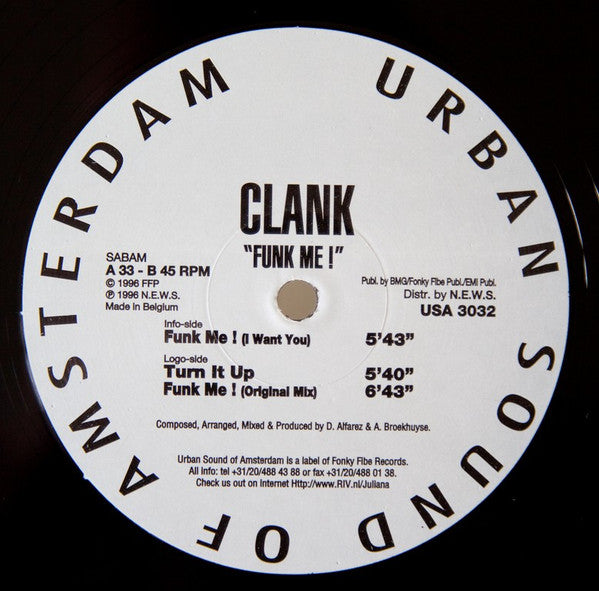 URBAN SOUND OF AMSTERDAM
CLANK
"FUNK ME !"
SABAM
A 33 - B 45 RPM
© 1996 FFP
℗ 1996 N.E.W.S.
Made in Belgium
Publ. by BMG/Fonky Fibe Publ./EMI Publ.
Distr. by N.E.W.S.
USA 3032
Info-side
Funk Me ! (I Want You) 5'43"
Logo-side
Turn It Up 5'40"
Funk Me ! (Original Mix) 6'43"
Composed, Arranged, Mixed & Produced by D. Alfarez & A. Broekhuyse.
Urban Sound of Amsterdam is a label of Fonky Fibe Records.
All Info: tel +31/20/488 43 88 or fax +31/20/488 01 38.
Check us out on Internet Http://www.RIV.nl/Juliana